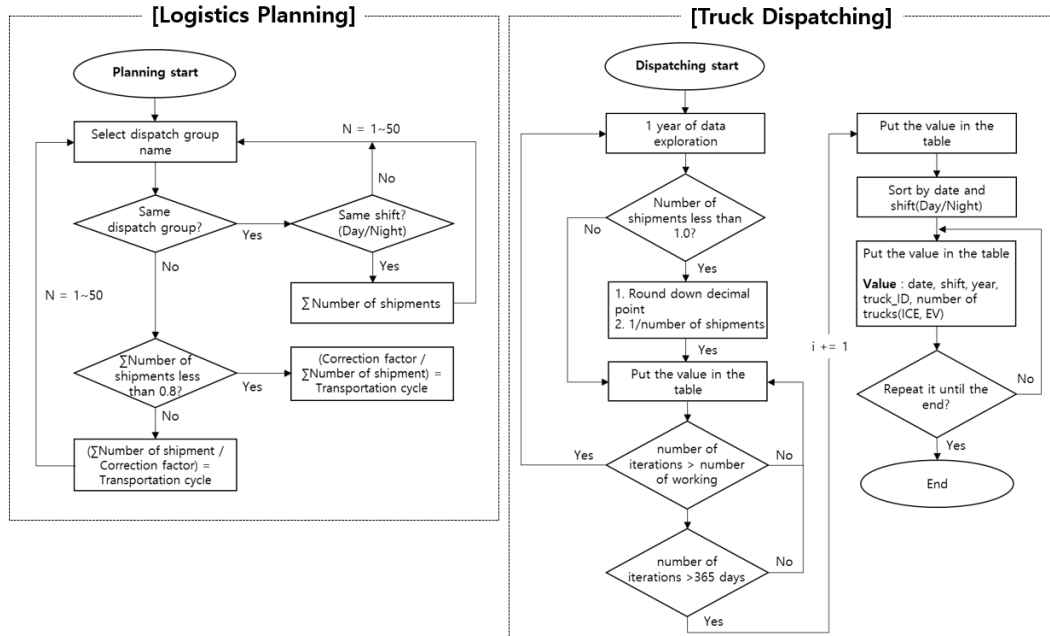 [Logistics Planning]
Planning start
Select dispatch group
name
N = 1~50
Same
dispatch group?
Yes
No
Same shift?
(Day/Night)
No
Yes
∑Number of shipments
N = 1~50
∑Number of
shipments less
than 0.8?
Yes
No
(Correction factor /
∑Number of shipment) =
Transportation cycle
(∑Number of shipment /
Correction factor) =
Transportation cycle
[Truck Dispatching]
Dispatching start
1 year of data
exploration
Number of
shipments less than
1.0?
No
Yes
1. Round down decimal
point
2. 1/number of shipments
Yes
Put the value in the
table
number of
iterations > number
of working
Yes
No
number of
iterations >365 days
No
Yes
i += 1
Put the value in the
table
Sort by date and
shift(Day/Night)
Put the value in the table
Value : date, shift, year,
truck_ID, number of
trucks(ICE, EV)
Repeat it until the
end?
No
Yes
End